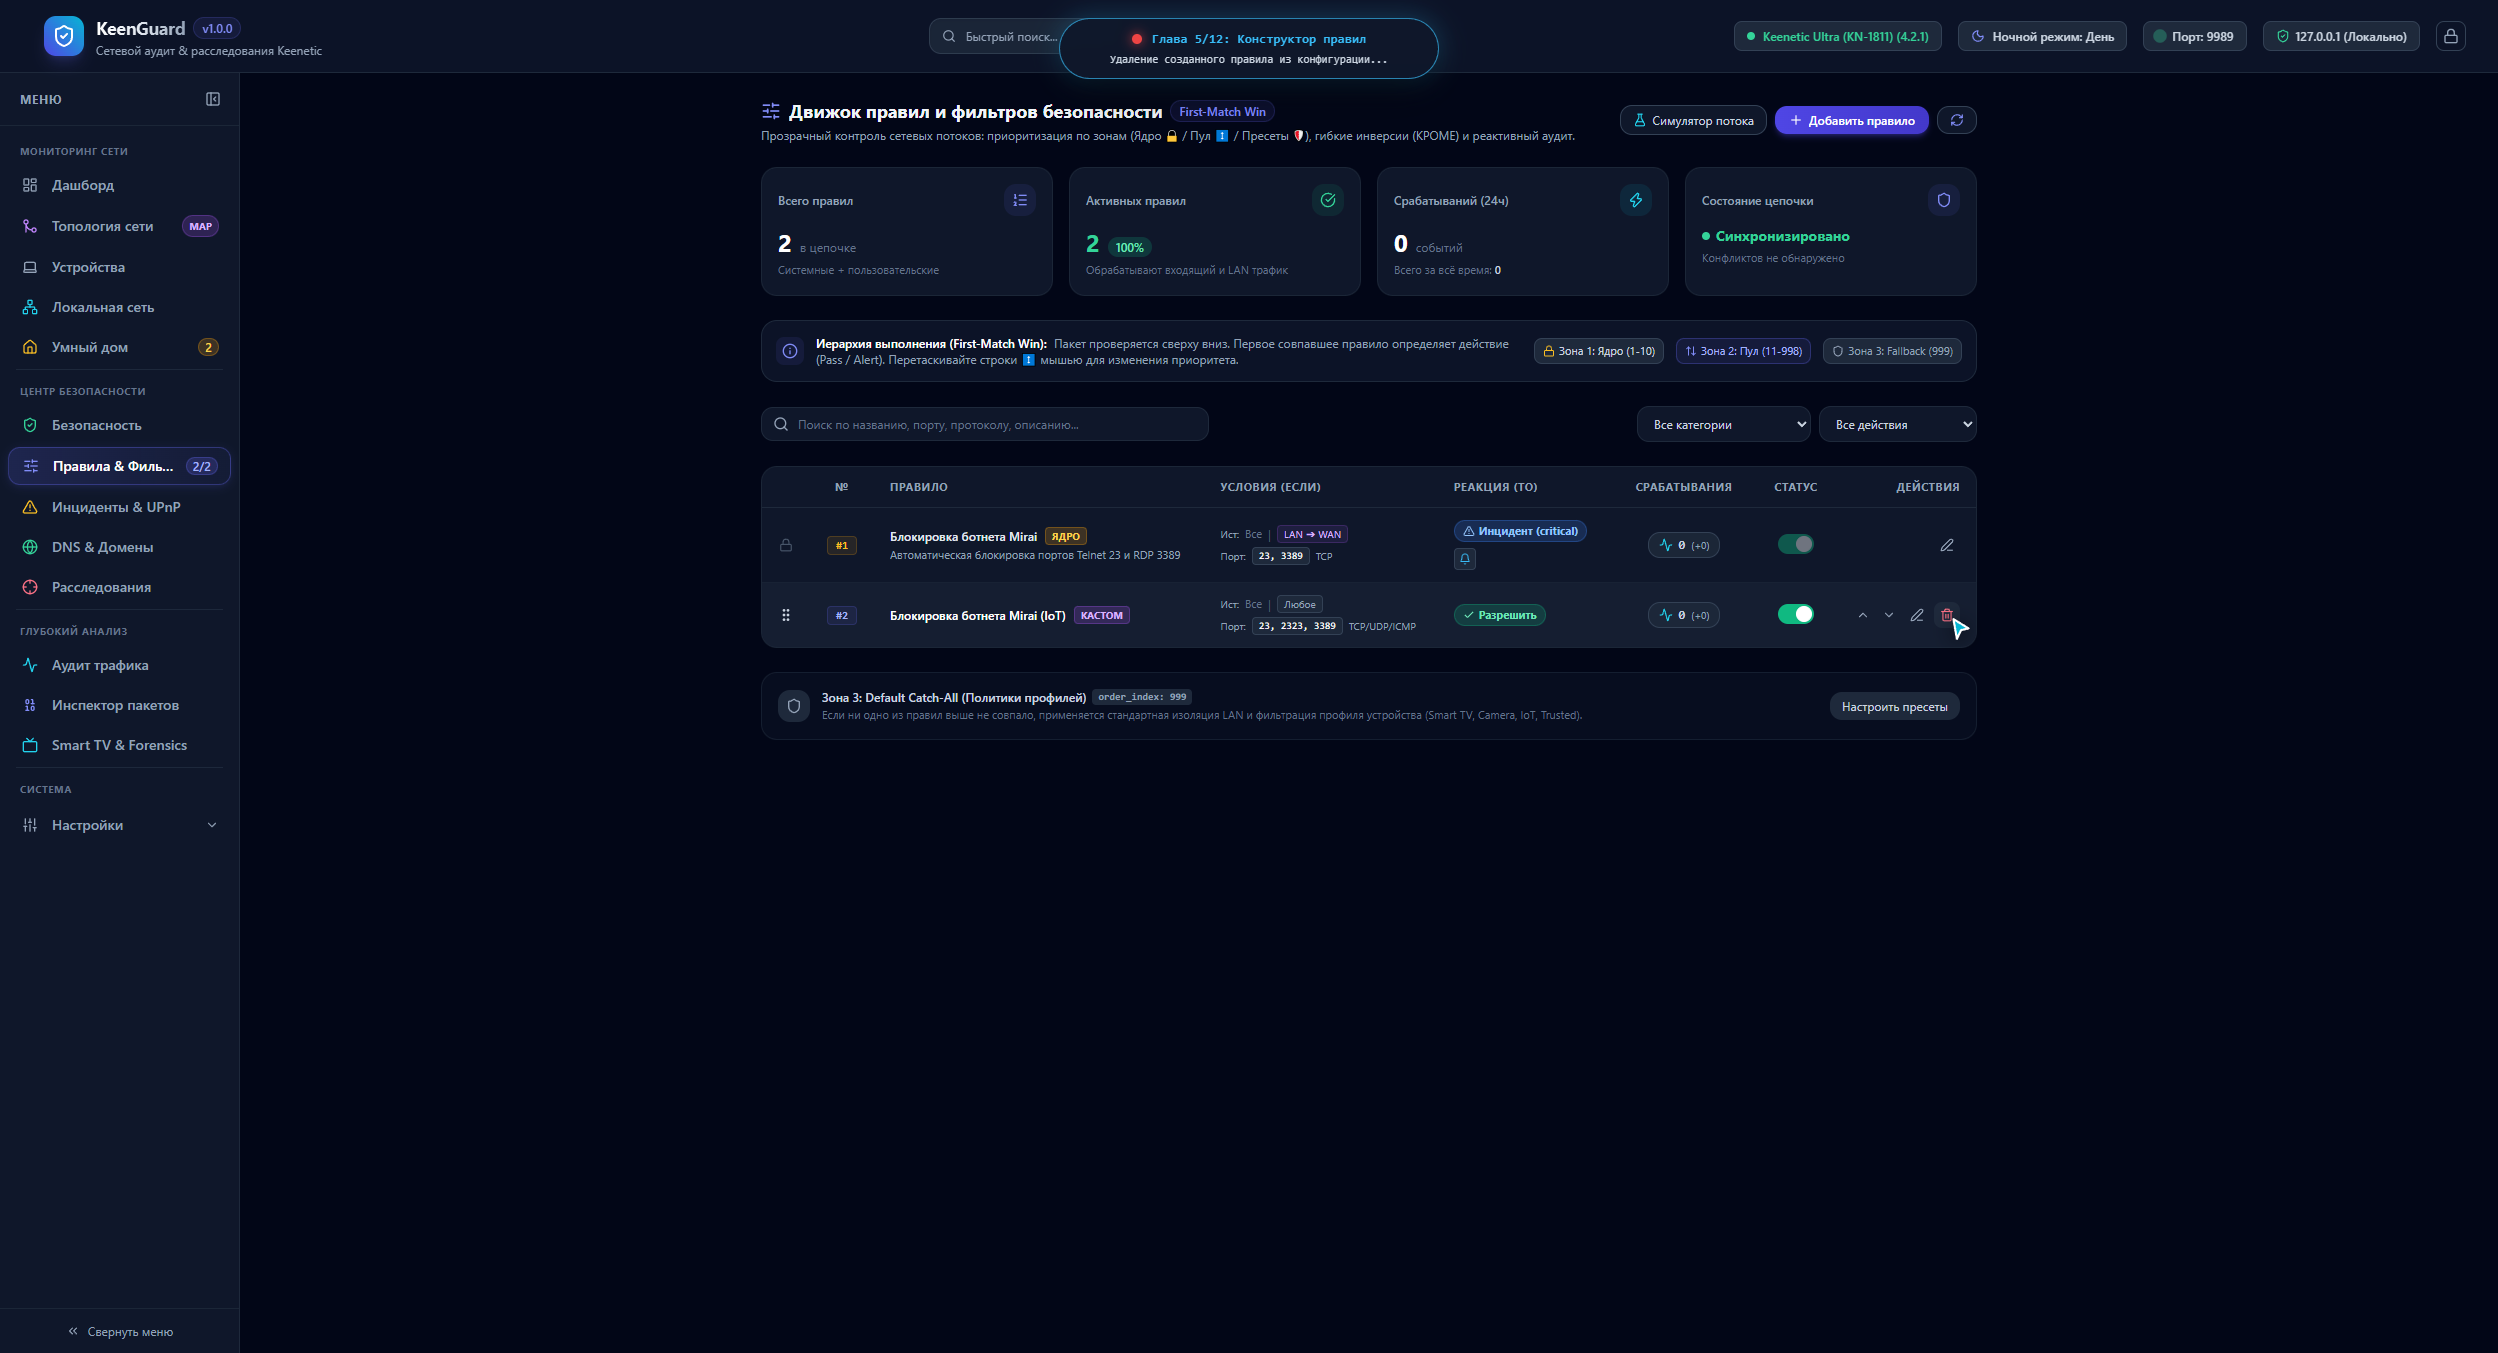 KeenGuard v1.0.0
Сетевой аудит & расследования Keenetic
Быстрый поиск...
Глава 5/12: Конструктор правил
Удаление созданного правила из конфигурации...
Keenetic Ultra (KN-1811) (4.2.1)
Ночной режим: День
Порт: 9989
127.0.0.1 (Локально)
МЕНЮ
МОНИТОРИНГ СЕТИ
Дашборд
Топология сети MAP
Устройства
Локальная сеть
Умный дом 2
ЦЕНТР БЕЗОПАСНОСТИ
Безопасность
Правила & Филь... 2/2
Инциденты & UPnP
DNS & Домены
Расследования
ГЛУБОКИЙ АНАЛИЗ
Аудит трафика
Инспектор пакетов
Smart TV & Forensics
СИСТЕМА
Настройки
Свернуть меню
Движок правил и фильтров безопасности First-Match Win
Прозрачный контроль сетевых потоков: приоритизация по зонам (Ядро 🔒 / Пул ↕ / Пресеты 🛡), гибкие инверсии (КРОМЕ) и реактивный аудит.
Симулятор потока
Добавить правило
Всего правил
2 в цепочке
Системные + пользовательские
Активных правил
2 100%
Обрабатывают входящий и LAN трафик
Срабатываний (24ч)
0 событий
Всего за всё время: 0
Состояние цепочки
Синхронизировано
Конфликтов не обнаружено
Иерархия выполнения (First-Match Win): Пакет проверяется сверху вниз. Первое совпавшее правило определяет действие
(Pass / Alert). Перетаскивайте строки ↕ мышью для изменения приоритета.
Зона 1: Ядро (1-10)
Зона 2: Пул (11-998)
Зона 3: Fallback (999)
Поиск по названию, порту, протоколу, описанию...
Все категории
Все действия
№ ПРАВИЛО УСЛОВИЯ (ЕСЛИ) РЕАКЦИЯ (ТО) СРАБАТЫВАНИЯ СТАТУС ДЕЙСТВИЯ
#1
Блокировка ботнета Mirai ЯДРО
Автоматическая блокировка портов Telnet 23 и RDP 3389
Ист: Все | LAN ➔ WAN
Порт: 23, 3389 TCP
Инцидент (critical)
0 (+0)
#2
Блокировка ботнета Mirai (IoT) КАСТОМ
Ист: Все | Любое
Порт: 23, 2323, 3389 TCP/UDP/ICMP
Разрешить
0 (+0)
Зона 3: Default Catch-All (Политики профилей) order_index: 999
Если ни одно из правил выше не совпало, применяется стандартная изоляция LAN и фильтрация профиля устройства (Smart TV, Camera, IoT, Trusted).
Настроить пресеты